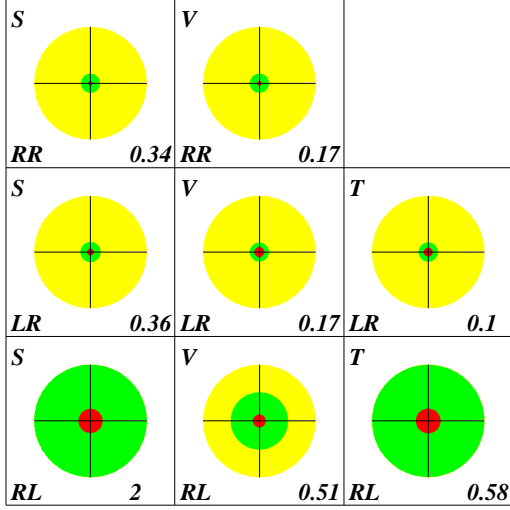 S V
RR 0.34 RR 0.17
S V T
LR 0.36 LR 0.17 LR 0.1
S V T
RL 2 RL 0.51 RL 0.58